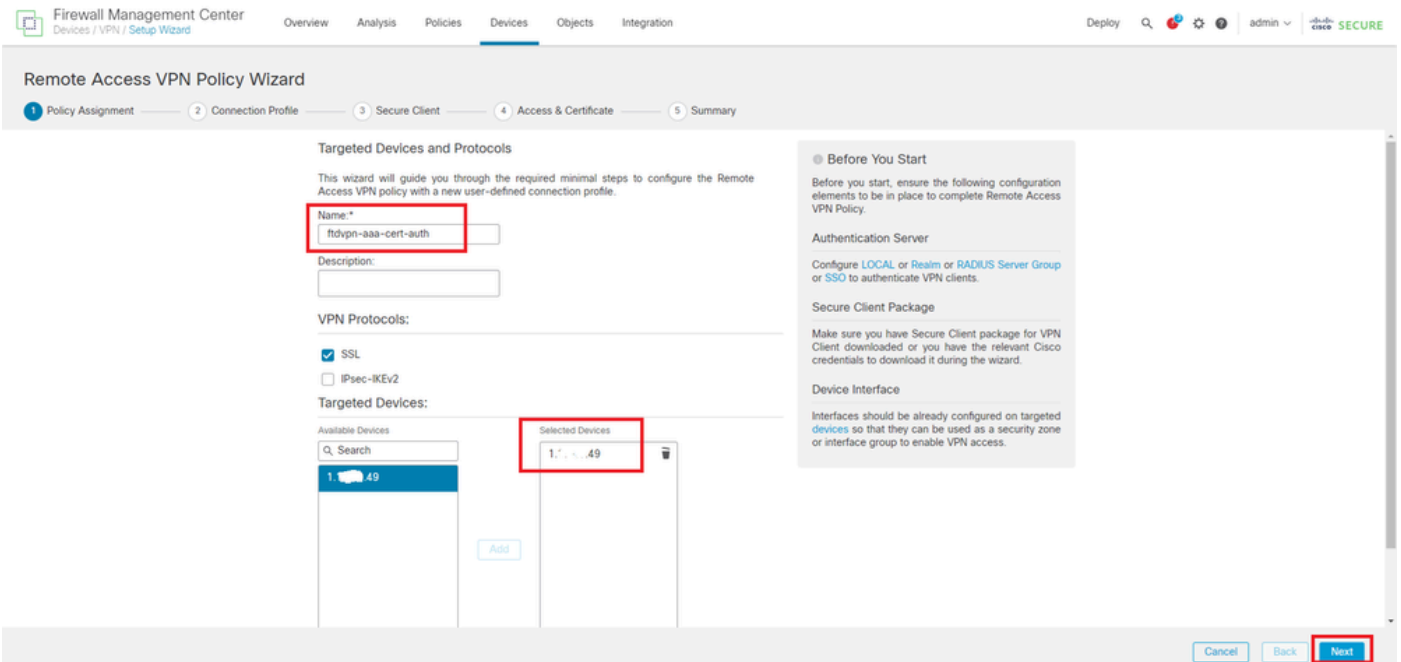 Firewall Management Center
Devices / VPN / Setup Wizard
Overview Analysis Policies Devices Objects Integration
Deploy admin cisco SECURE
Remote Access VPN Policy Wizard
1 Policy Assignment 2 Connection Profile 3 Secure Client 4 Access & Certificate 5 Summary
Targeted Devices and Protocols
This wizard will guide you through the required minimal steps to configure the Remote
Access VPN policy with a new user-defined connection profile.
Name:*
ftdvpn-aaa-cert-auth
Description:
VPN Protocols:
SSL
IPsec-IKEv2
Targeted Devices:
Available Devices
Search
1. .49
Add
Selected Devices
1. .49
Before You Start
Before you start, ensure the following configuration
elements to be in place to complete Remote Access
VPN Policy.
Authentication Server
Configure LOCAL or Realm or RADIUS Server Group
or SSO to authenticate VPN clients.
Secure Client Package
Make sure you have Secure Client package for VPN
Client downloaded or you have the relevant Cisco
credentials to download it during the wizard.
Device Interface
Interfaces should be already configured on targeted
devices so that they can be used as a security zone
or interface group to enable VPN access.
Cancel Back Next